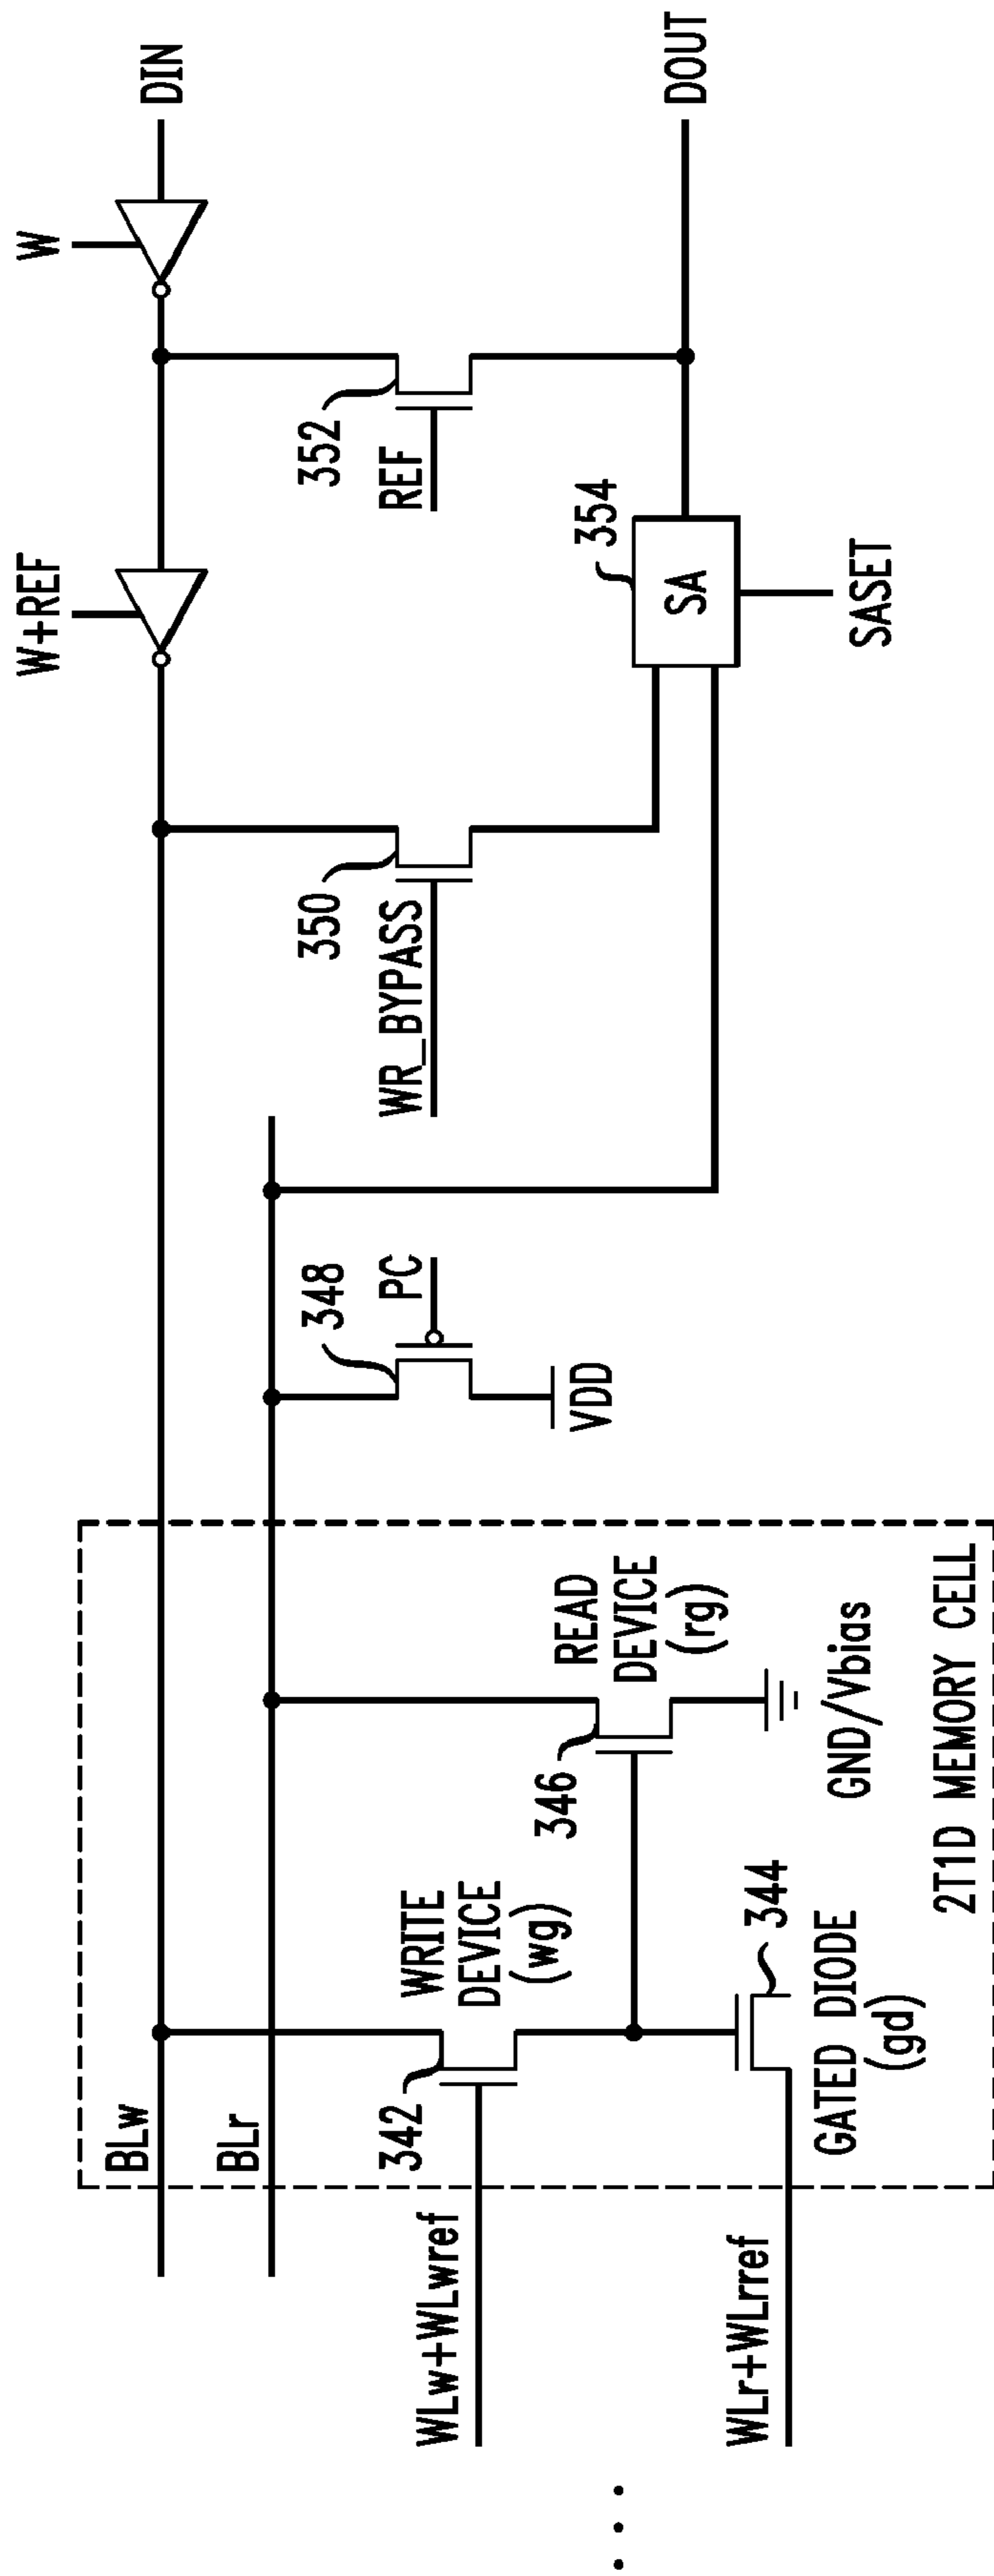 BLw
BLr
WLw+WLwref
WLr+WLrref
342
WRITE
DEVICE
(wg)
344
GATED DIODE
(gd)
346
READ
DEVICE
(rg)
GND/Vbias
2T1D MEMORY CELL
348
PC
VDD
350
WR_BYPASS
W+REF
352
REF
354
SA
SASET
W
DIN
DOUT